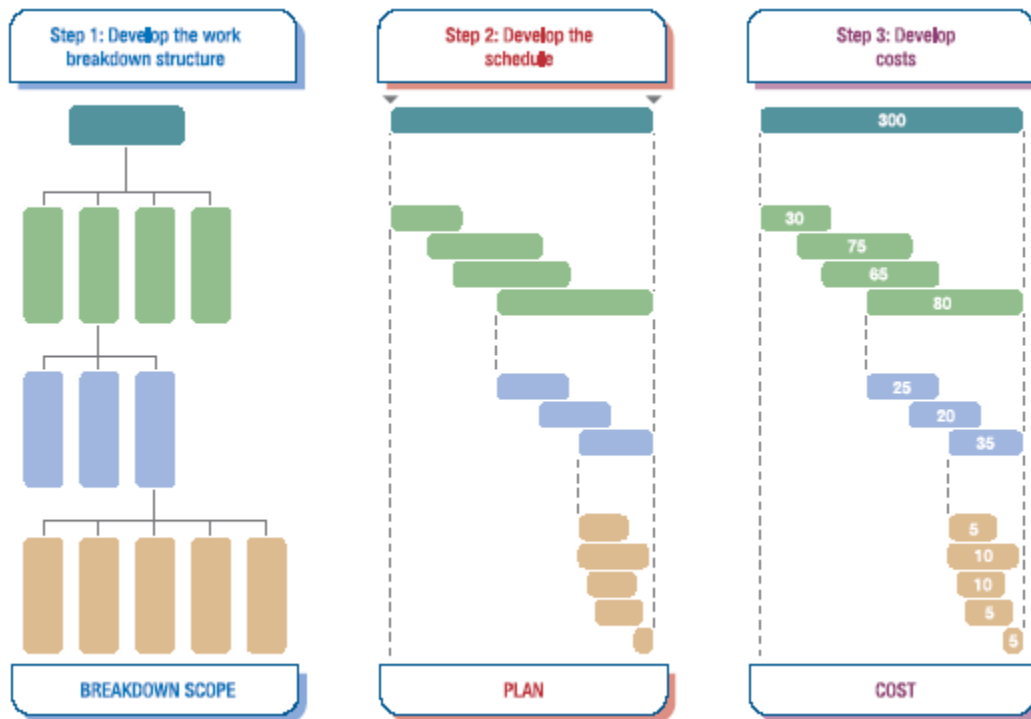 Step 1: Develop the work
breakdown structure
Step 2: Develop the
schedule
Step 3: Develop
costs
300
30
75
65
80
25
20
35
5
10
10
5
5
BREAKDOWN SCOPE
PLAN
COST